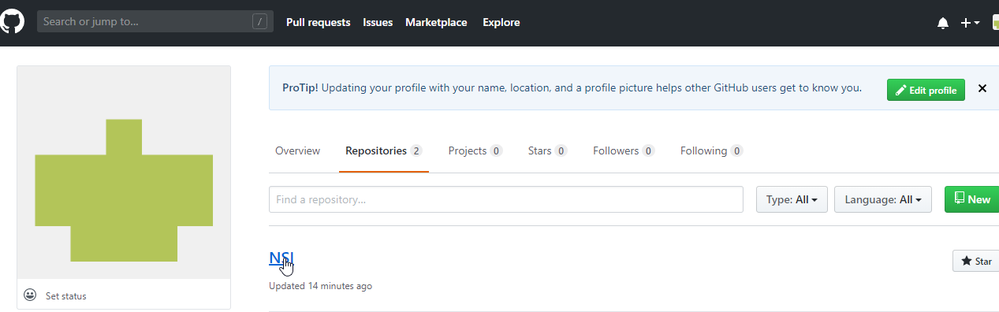 Search or jump to... / Pull requests Issues Marketplace Explore
ProTip! Updating your profile with your name, location, and a profile picture helps other GitHub users get to know you. Edit profile
Overview Repositories 2 Projects 0 Stars 0 Followers 0 Following 0
Find a repository... Type: All Language: All New
NSI
Star
Updated 14 minutes ago
Set status